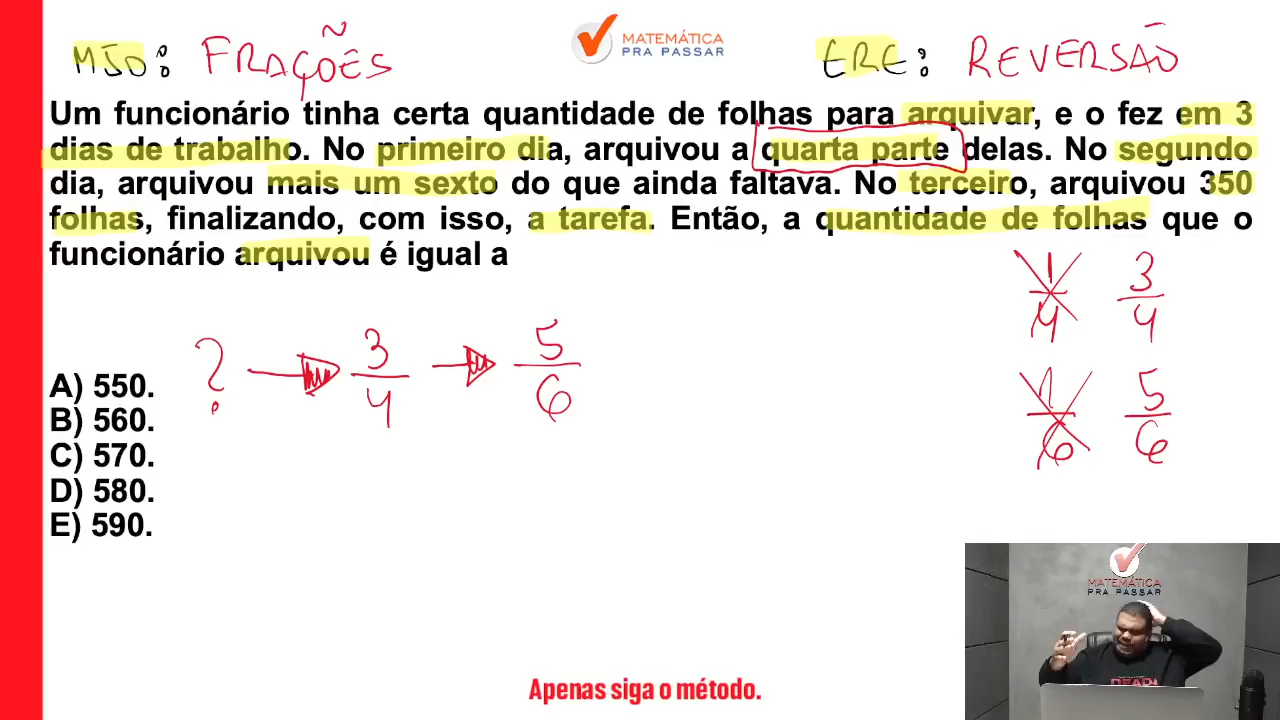 MATEMÁTICA
PRA PASSAR
MJD: FRAÇÕES
ERE: REVERSÃO
Um funcionário tinha certa quantidade de folhas para arquivar, e o fez em 3
dias de trabalho. No primeiro dia, arquivou a quarta parte delas. No segundo
dia, arquivou mais um sexto do que ainda faltava. No terceiro, arquivou 350
folhas, finalizando, com isso, a tarefa. Então, a quantidade de folhas que o
funcionário arquivou é igual a
1/4 3/4
? → 3/4 → 5/6
1/6 5/6
A) 550.
B) 560.
C) 570.
D) 580.
E) 590.
MATEMÁTICA
PRA PASSAR
DEAD
Apenas siga o método.